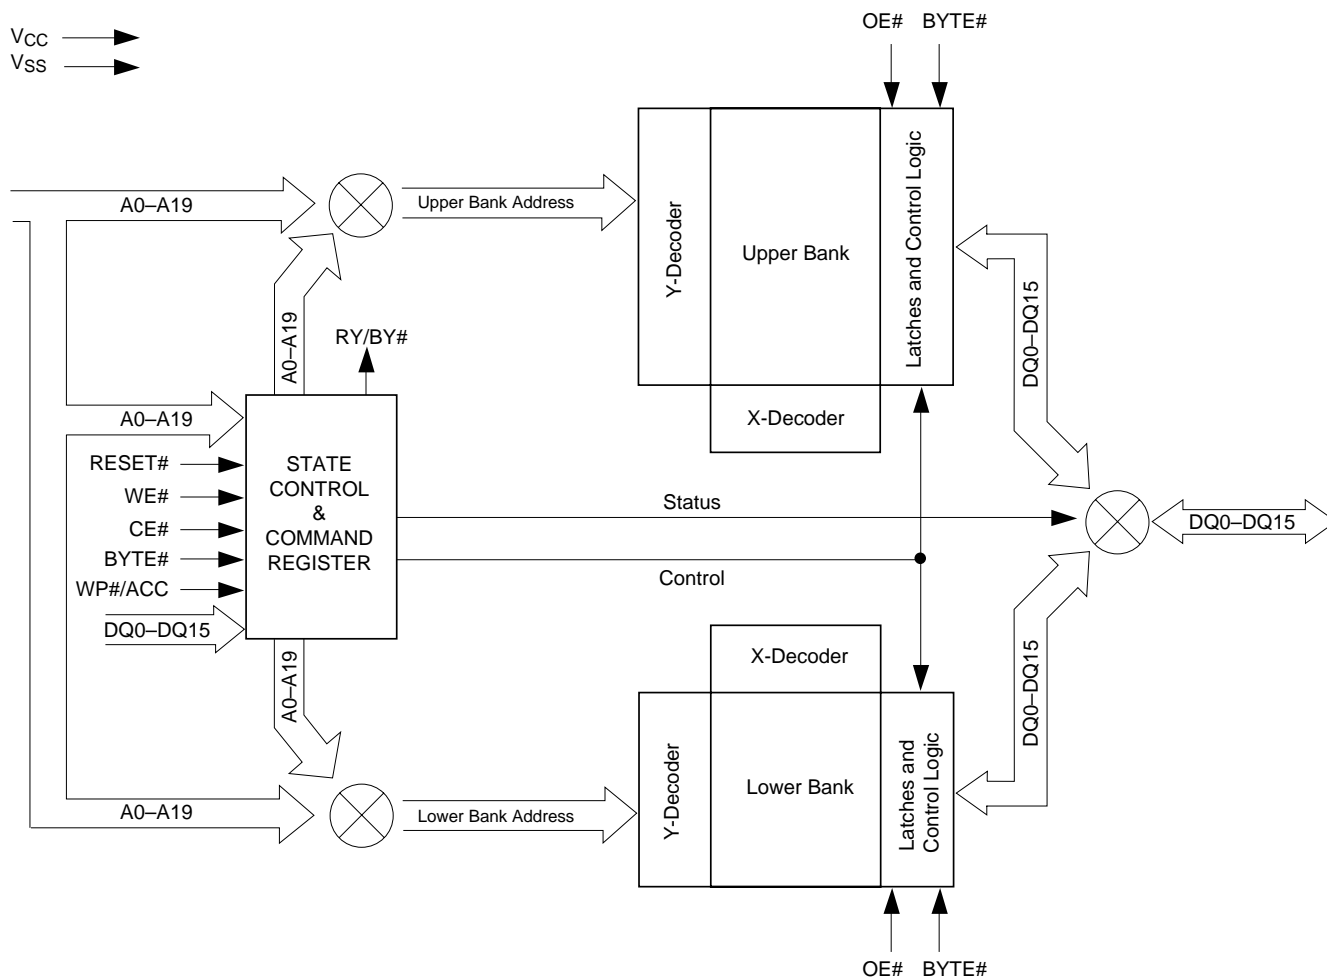 VCC
VSS
OE# BYTE#
A0–A19
Upper Bank Address
Y-Decoder
Upper Bank
Latches and Control Logic
X-Decoder
DQ0–DQ15
A0–A19
RY/BY#
A0–A19
RESET#
WE#
CE#
BYTE#
WP#/ACC
DQ0–DQ15
STATE
CONTROL
&
COMMAND
REGISTER
Status
Control
DQ0–DQ15
A0–A19
X-Decoder
DQ0–DQ15
A0–A19
Lower Bank Address
Y-Decoder
Lower Bank
Latches and
Control Logic
OE# BYTE#